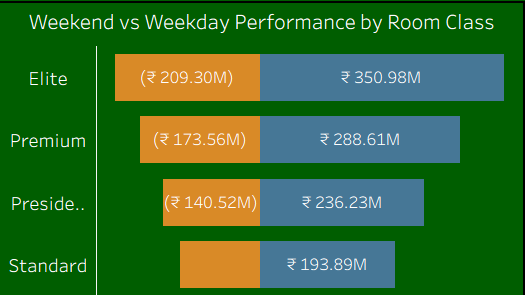 Weekend vs Weekday Performance by Room Class
Elite (₹ 209.30M) ₹ 350.98M
Premium (₹ 173.56M) ₹ 288.61M
Preside.. (₹ 140.52M) ₹ 236.23M
Standard ₹ 193.89M